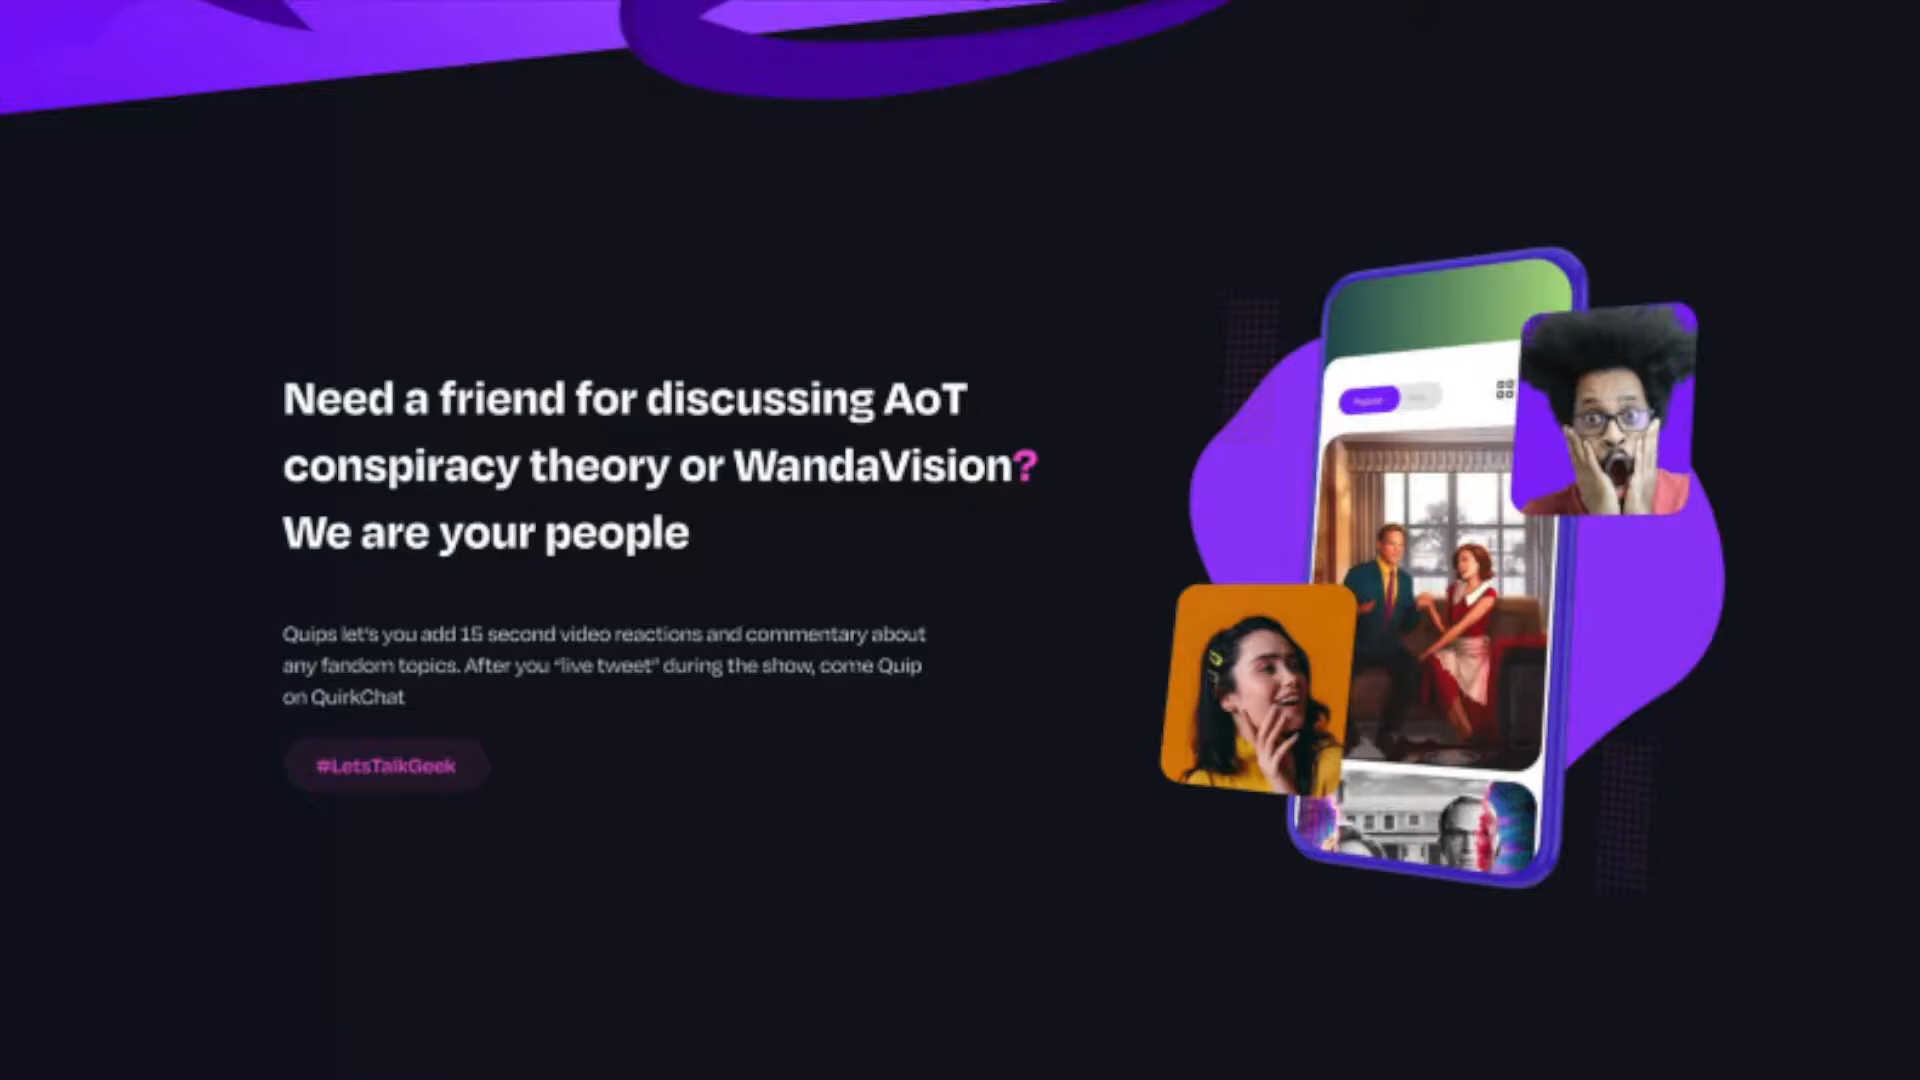 Need a friend for discussing AoT
conspiracy theory or WandaVision?
We are your people
Quips let's you add 15 second video reactions and commentary about
any fandom topics. After you “live tweet” during the show, come Quip
on QuirkChat
#LetsTalkGeek